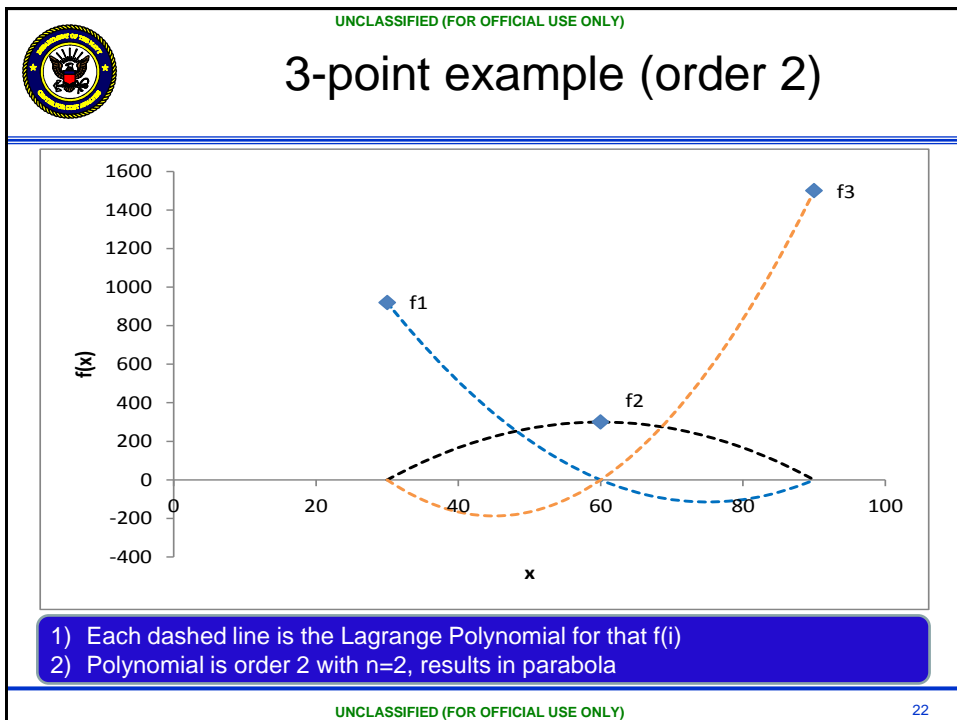 UNCLASSIFIED (FOR OFFICIAL USE ONLY)
3-point example (order 2)
1600
1400
1200
1000
800
600
400
200
0
-200
-400
f(x)
f1
f2
f3
0
20
40
60
80
100
x
1) Each dashed line is the Lagrange Polynomial for that f(i)
2) Polynomial is order 2 with n=2, results in parabola
UNCLASSIFIED (FOR OFFICIAL USE ONLY)
22